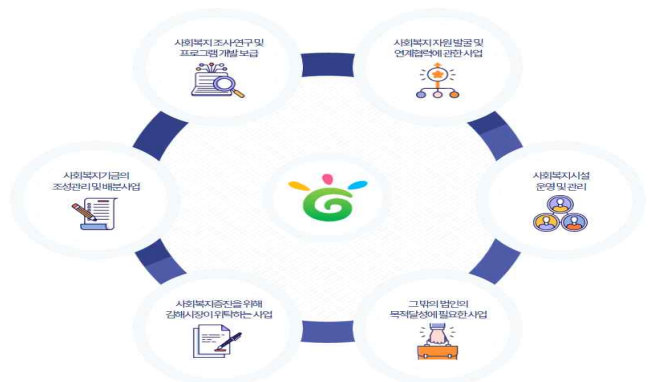 사회복지 조사·연구 및
프로그램 개발 보급
사회복지 자원 발굴 및
연계협력에 관한 사업
사회복지기금의
조성관리 및 배분사업
사회복지시설
운영 및 관리
사회복지증진을 위해
김해시장이 위탁하는 사업
그 밖의 법인의
목적달성에 필요한 사업